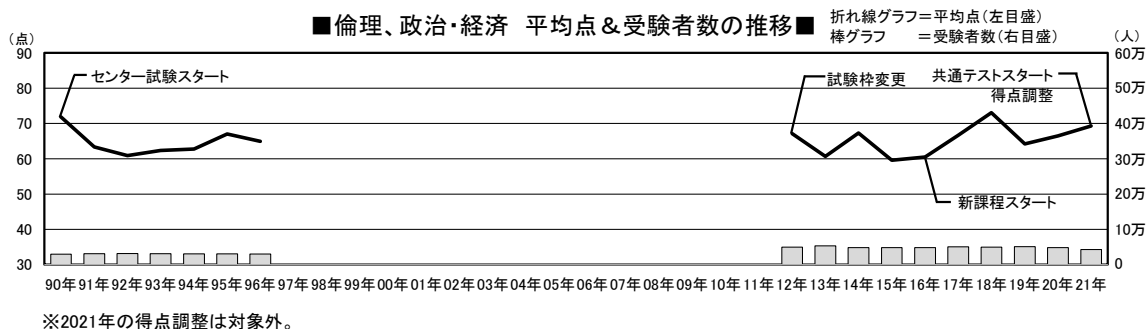 ■倫理、政治・経済　平均点＆受験者数の推移■
折れ線グラフ＝平均点（左目盛）
棒グラフ　　＝受験者数（右目盛）
（点）
（人）
90
80
70
60
50
40
30
60万
50万
40万
30万
20万
10万
0
センター試験スタート
試験枠変更
共通テストスタート
得点調整
新課程スタート
90年 91年 92年 93年 94年 95年 96年 97年 98年 99年 00年 01年 02年 03年 04年 05年 06年 07年 08年 09年 10年 11年 12年 13年 14年 15年 16年 17年 18年 19年 20年 21年
※2021年の得点調整は対象外。